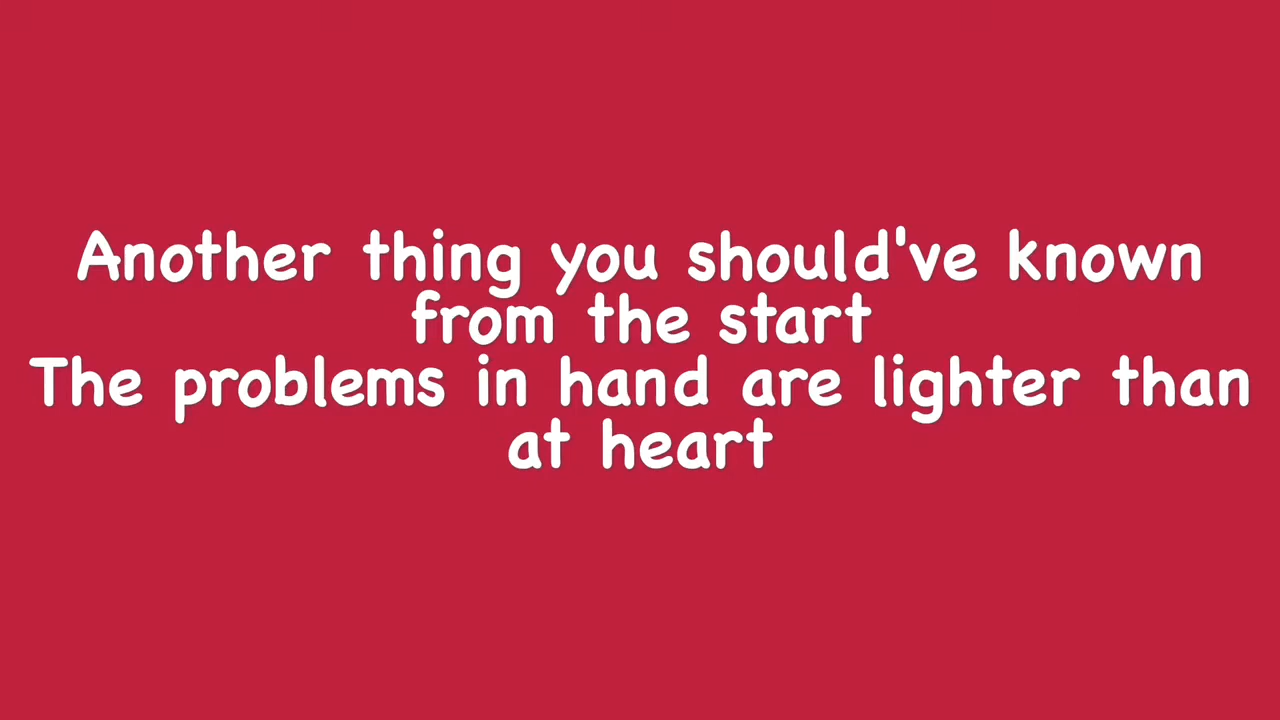 Another thing you should've known
from the start
The problems in hand are lighter than
at heart